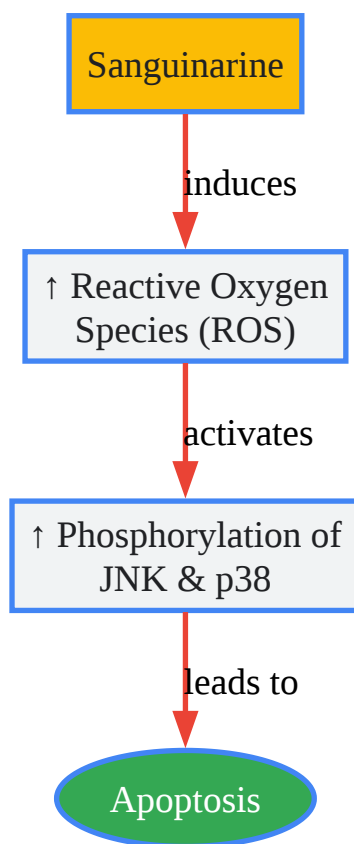 Sanguinarine
induces
↑ Reactive Oxygen
Species (ROS)
activates
↑ Phosphorylation of
JNK & p38
leads to
Apoptosis